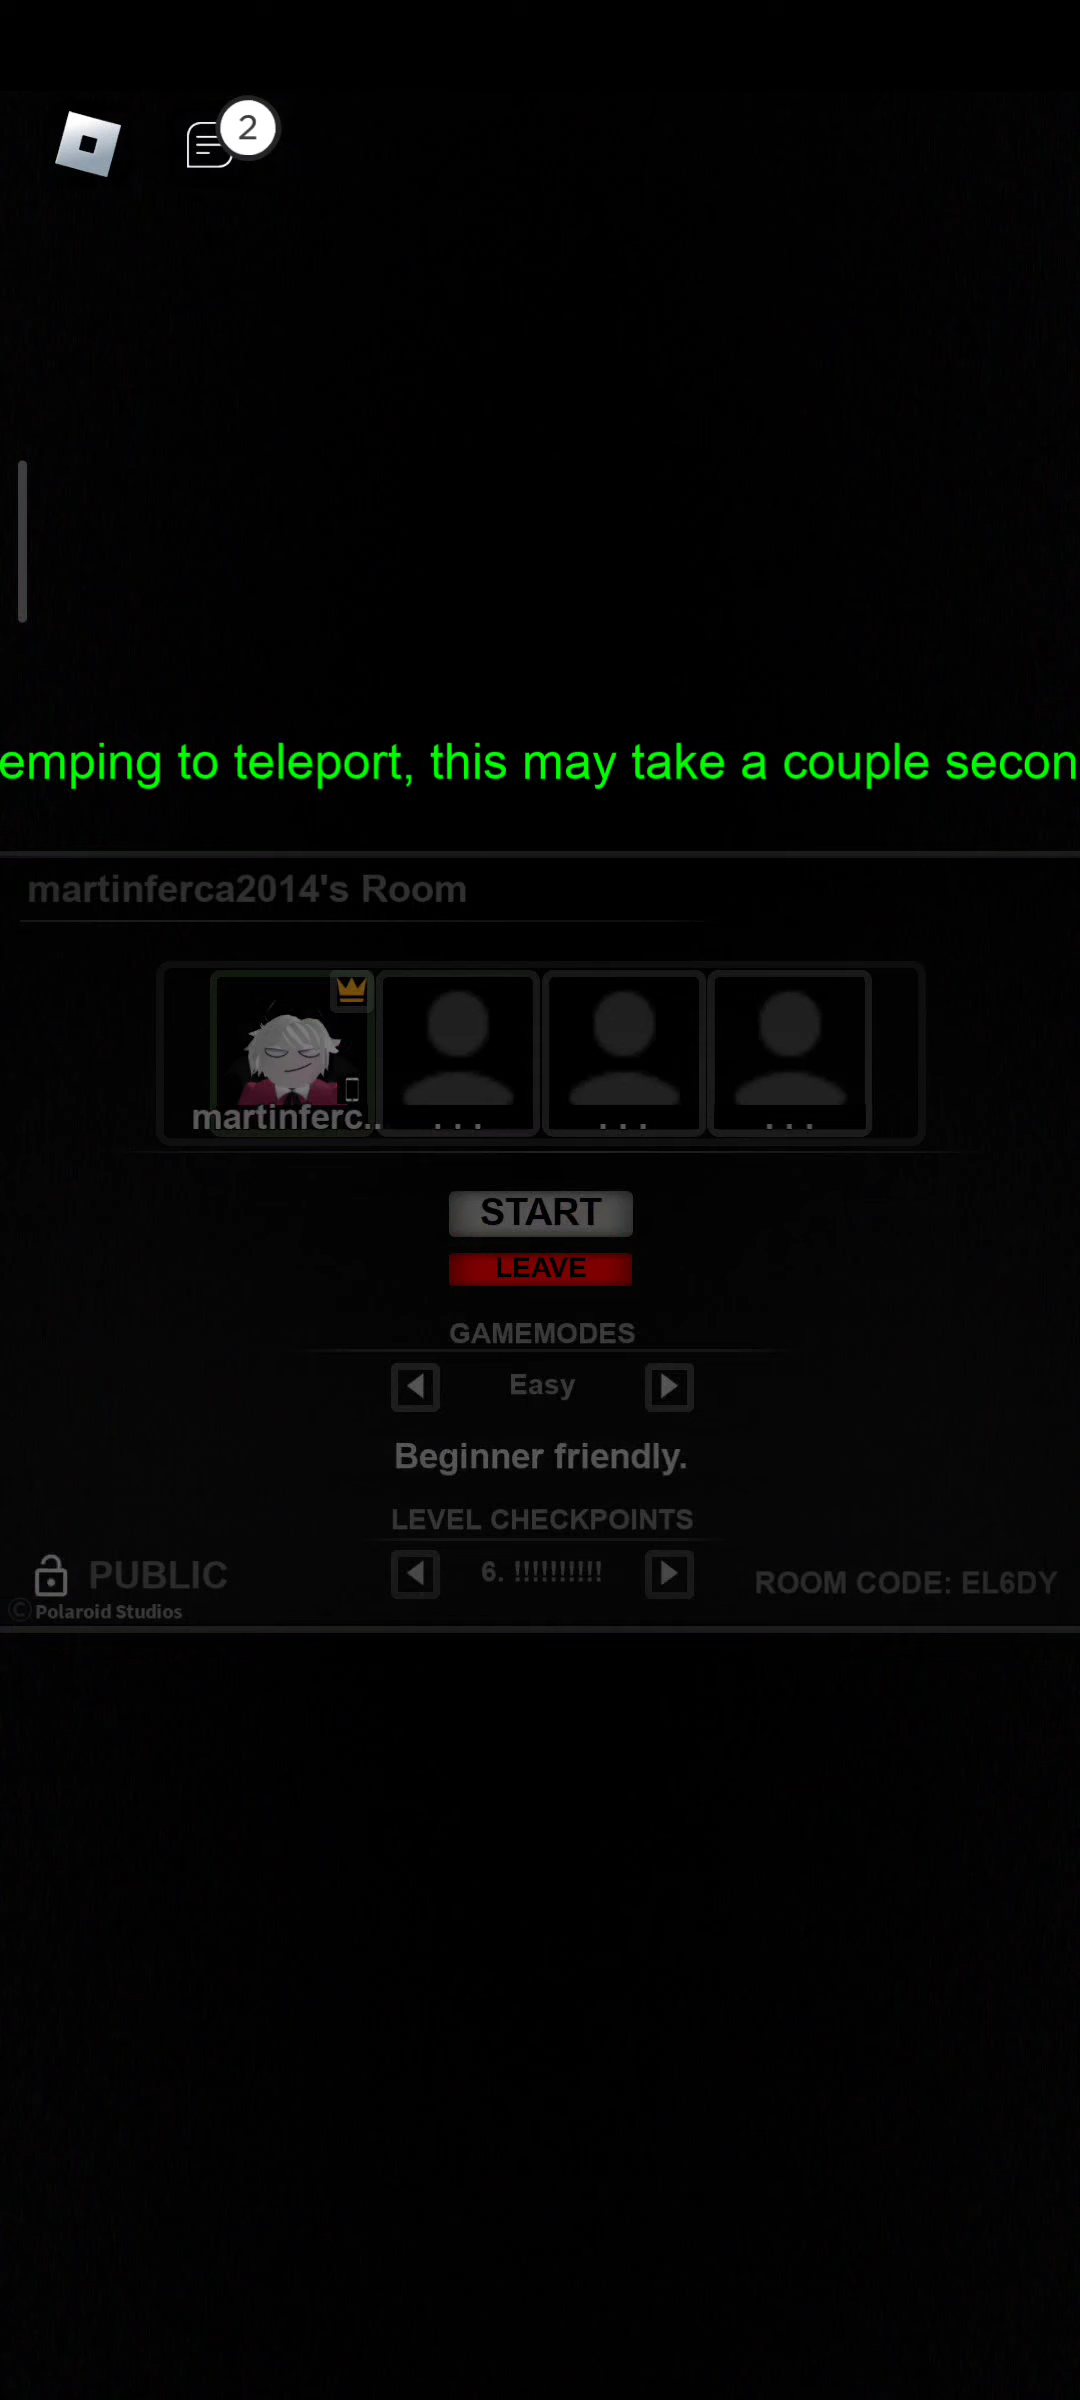 2
emping to teleport, this may take a couple secon
martinferca2014's Room
martinferc..
...
...
...
START
LEAVE
GAMEMODES
Easy
Beginner friendly.
LEVEL CHECKPOINTS
6. !!!!!!!!!!
PUBLIC
ROOM CODE: EL6DY
© Polaroid Studios